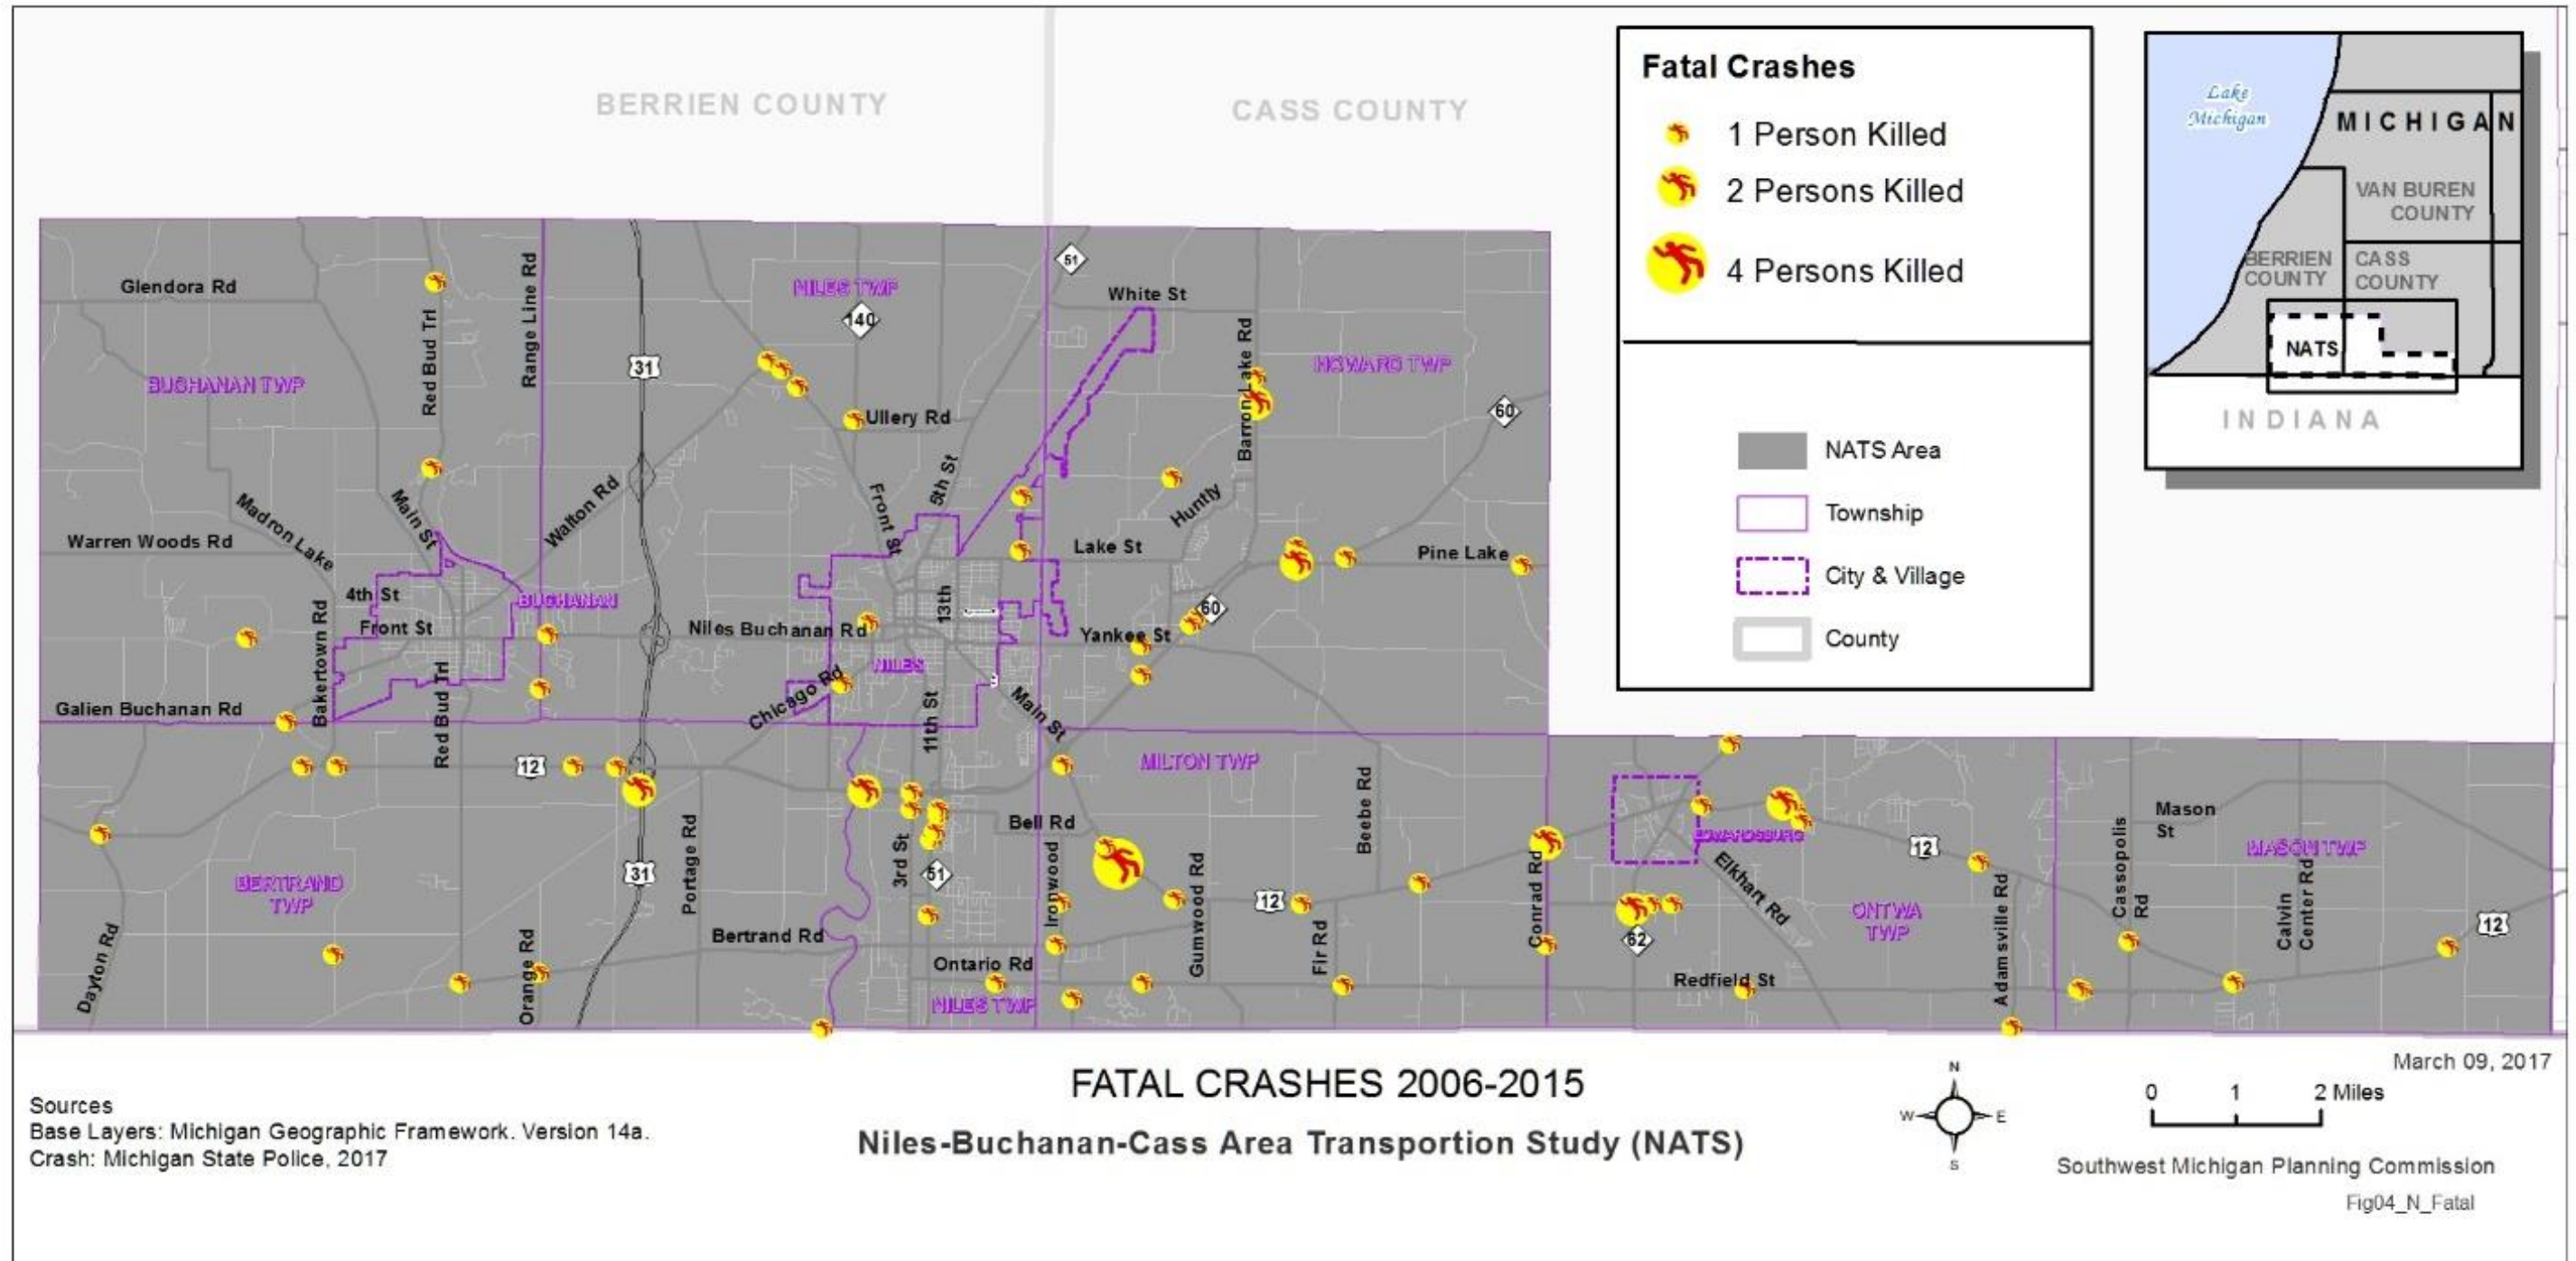 BERRIEN COUNTY
CASS COUNTY
Fatal Crashes
1 Person Killed
2 Persons Killed
4 Persons Killed
NATS Area
Township
City & Village
County
Lake
Michigan
MICHIGAN
VAN BUREN
COUNTY
BERRIEN
COUNTY
CASS
COUNTY
NATS
INDIANA
Glendora Rd
Red Bud Trl
Range Line Rd
31
NILES TWP
140
51
White St
Barron Lake Rd
HOWARD TWP
60
BUCHANAN TWP
Ullery Rd
5th St
Front St
Huntly
Madron Lake
Main St
Walton Rd
Warren Woods Rd
Lake St
Pine Lake
4th St
BUCHANAN
13th
60
Bakertown Rd
Front St
Niles Buchanan Rd
Yankee St
NILES
Red Bud Trl
Chicago Rd
11th St
Main St
Galien Buchanan Rd
12
MILTON TWP
Beebe Rd
Portage Rd
Bell Rd
3rd St
51
Ironwood
Gumwood Rd
12
Fir Rd
Conrad Rd
EDWARDSBURG
Elkhart Rd
12
Mason
St
MASON TWP
Cassopolis
Rd
Calvin
Center Rd
12
31
BERTRAND
TWP
ONTWA
TWP
Adamsville Rd
62
Dayton Rd
Orange Rd
Bertrand Rd
Ontario Rd
NILES TWP
Redfield St
March 09, 2017
FATAL CRASHES 2006-2015
Niles-Buchanan-Cass Area Transportion Study (NATS)
Sources
Base Layers: Michigan Geographic Framework. Version 14a.
Crash: Michigan State Police, 2017
N
W
E
S
0 1 2 Miles
Southwest Michigan Planning Commission
Fig04_N_Fatal